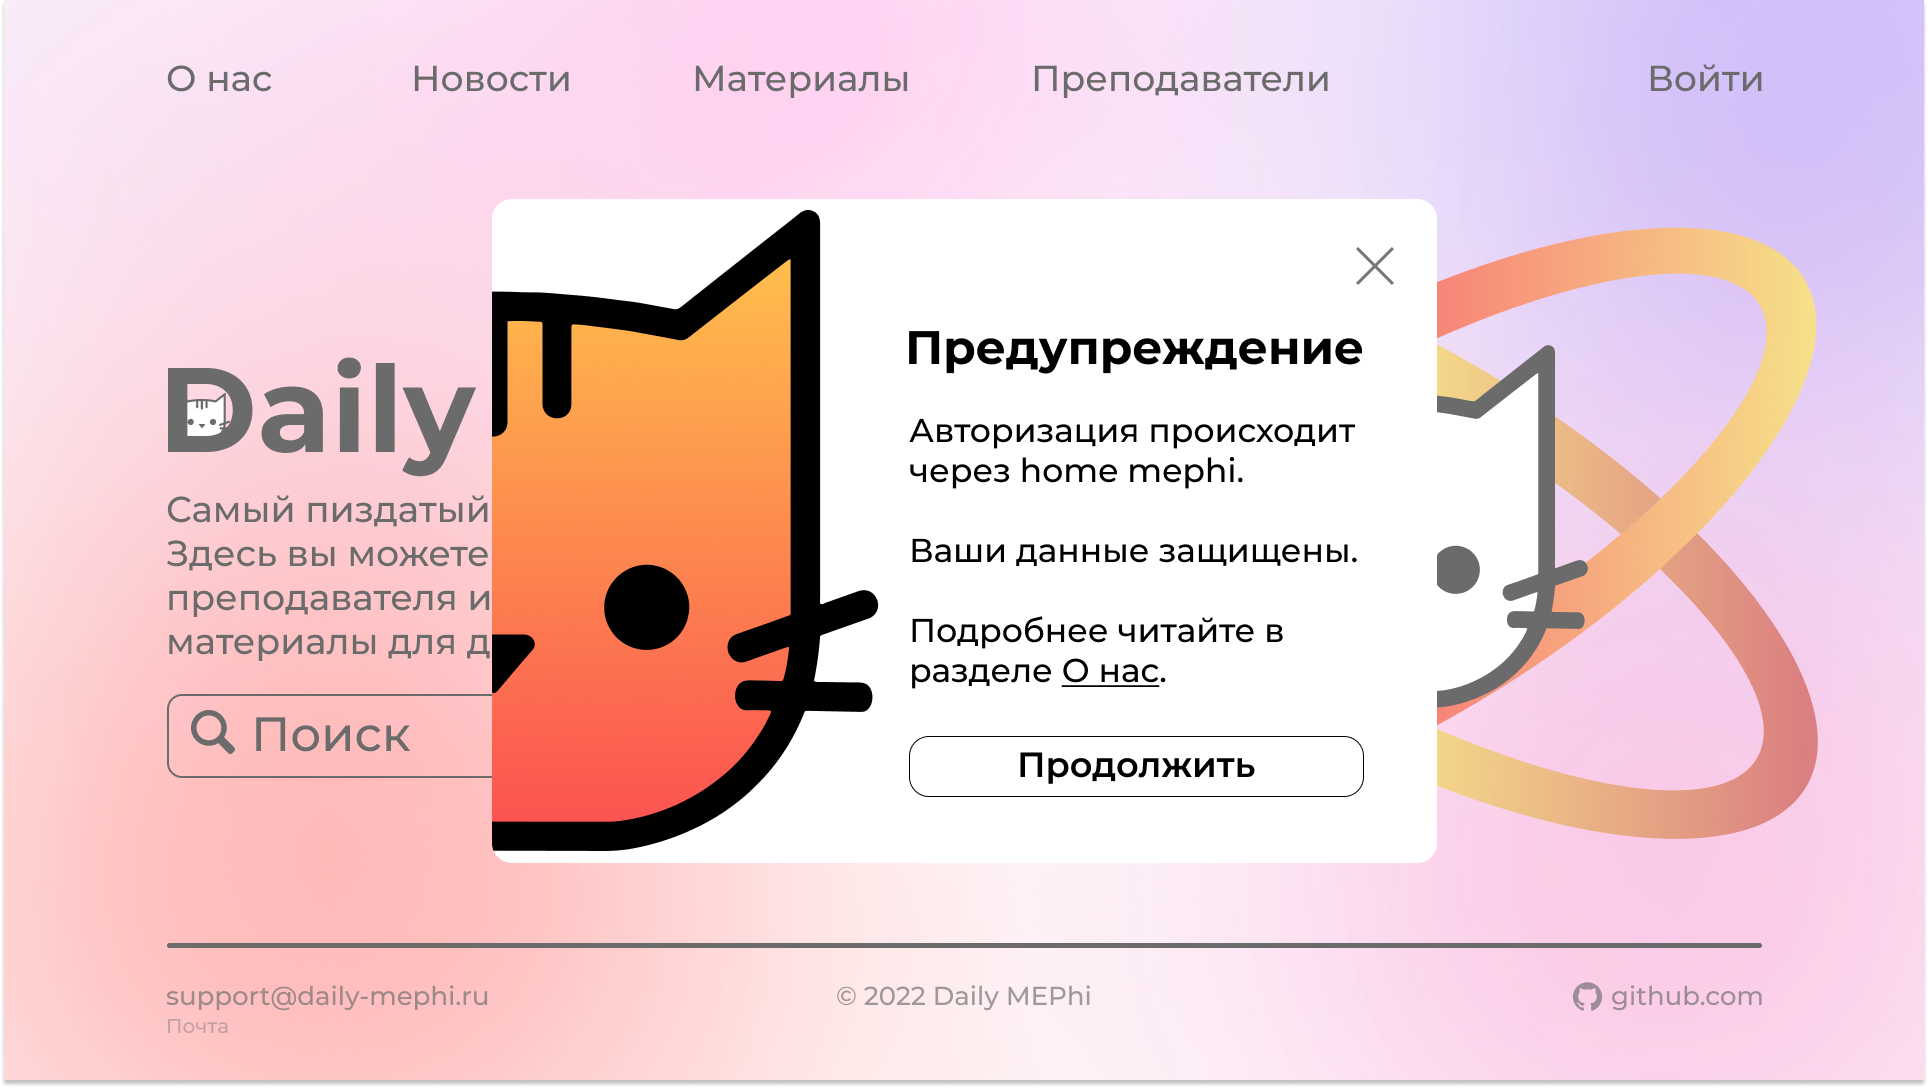 О нас
Новости
Материалы
Преподаватели
Войти
Daily
Самый пиздатый
Здесь вы можете
преподавателя и
материалы для д
Поиск
Предупреждение
Авторизация происходит
через home mephi.
Ваши данные защищены.
Подробнее читайте в
разделе О нас.
Продолжить
support@daily-mephi.ru
Почта
© 2022 Daily MEPhi
github.com